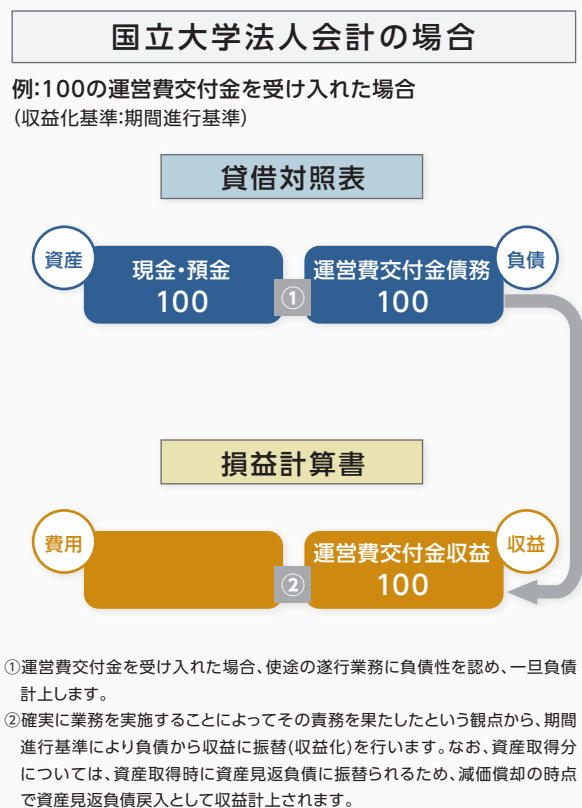 国立大学法人会計の場合
例:100の運営費交付金を受け入れた場合
(収益化基準:期間進行基準)
貸借対照表
資産
現金・預金
100
①
運営費交付金債務
100
負債
損益計算書
費用
②
運営費交付金収益
100
収益
①運営費交付金を受け入れた場合、使途の遂行業務に負債性を認め、一旦負債
計上します。
②確実に業務を実施することによってその責務を果たしたという観点から、期間
進行基準により負債から収益に振替(収益化)を行います。なお、資産取得分
については、資産取得時に資産見返負債に振替られるため、減価償却の時点
で資産見返負債戻入として収益計上されます。